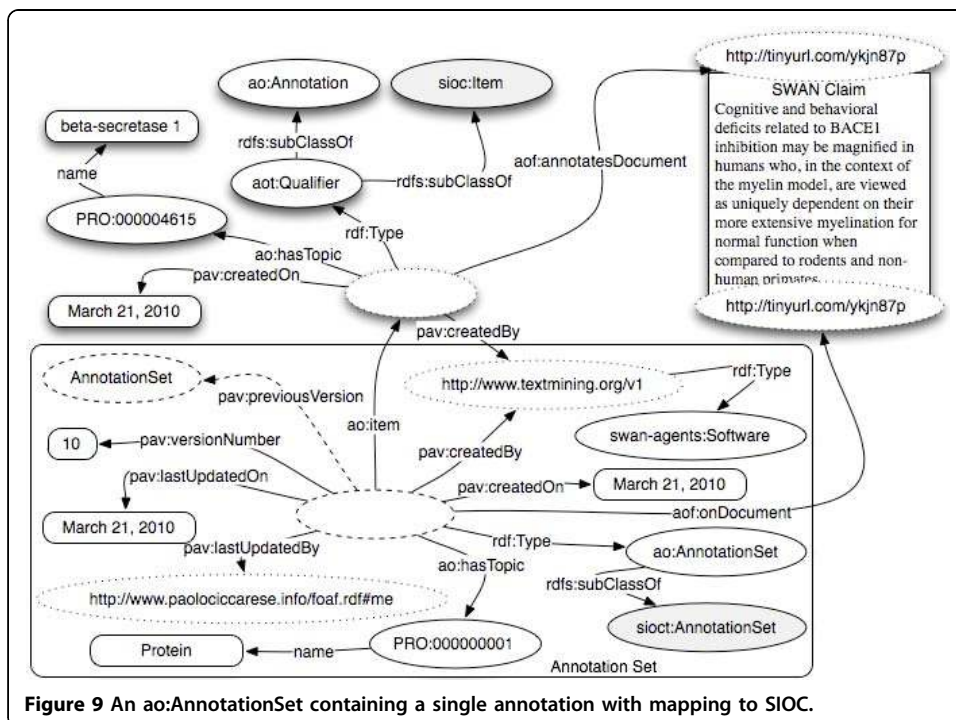 http://tinyurl.com/ykjn87p
SWAN Claim
Cognitive and behavioral
deficits related to BACE1
inhibition may be magnified in
humans who, in the context of
the myelin model, are viewed
as uniquely dependent on their
more extensive myelination for
normal function when
compared to rodents and non-
human primates
http://tinyurl.com/ykjn87p
ao:Annotation
sioc:Item
beta-secretase 1
rdfs:subClassOf
aof:annotatesDocument
name
aot:Qualifier
rdfs:subClassOf
PRO:000004615
rdf:Type
ao:hasTopic
pav:createdOn
March 21, 2010
pav:createdBy
AnnotationSet
pav:previousVersion
http://www.textmining.org/v1
rdf:Type
ao:item
swan-agents:Software
10
pav:versionNumber
pav:createdBy
pav:lastUpdatedOn
pav:createdOn
March 21, 2010
aof:onDocument
March 21, 2010
pav:lastUpdatedBy
rdf:Type
ao:AnnotationSet
ao:hasTopic
rdfs:subClassOf
http://www.paolociccarese.info/foaf.rdf#me
sioct:AnnotationSet
Protein
name
PRO:000000001
Annotation Set
Figure 9 An ao:AnnotationSet containing a single annotation with mapping to SIOC.